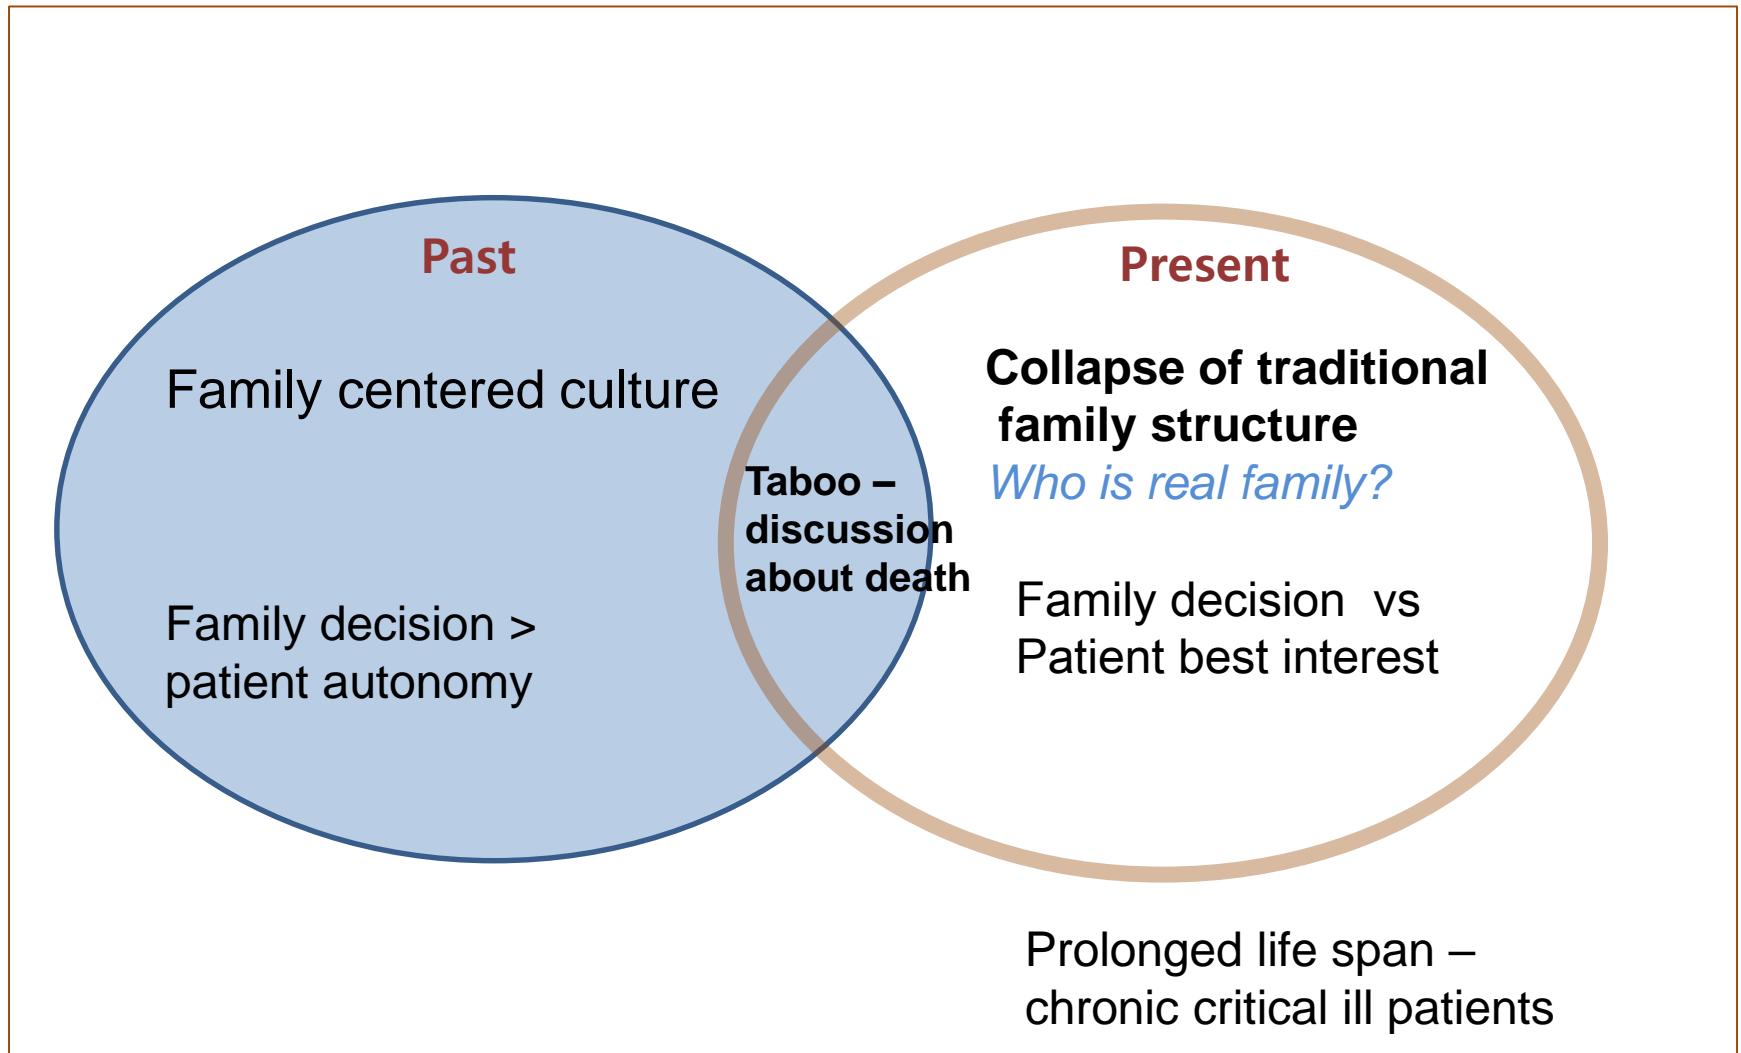 Past
Family centered culture
Family decision >
patient autonomy
Taboo –
discussion
about death
Present
Collapse of traditional
family structure
Who is real family?
Family decision vs
Patient best interest
Prolonged life span –
chronic critical ill patients